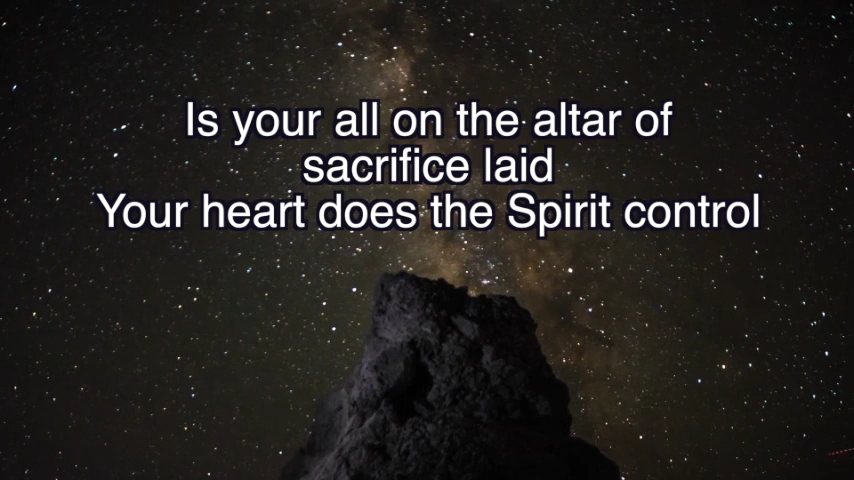 Is your all on the altar of
sacrifice laid
Your heart does the Spirit control